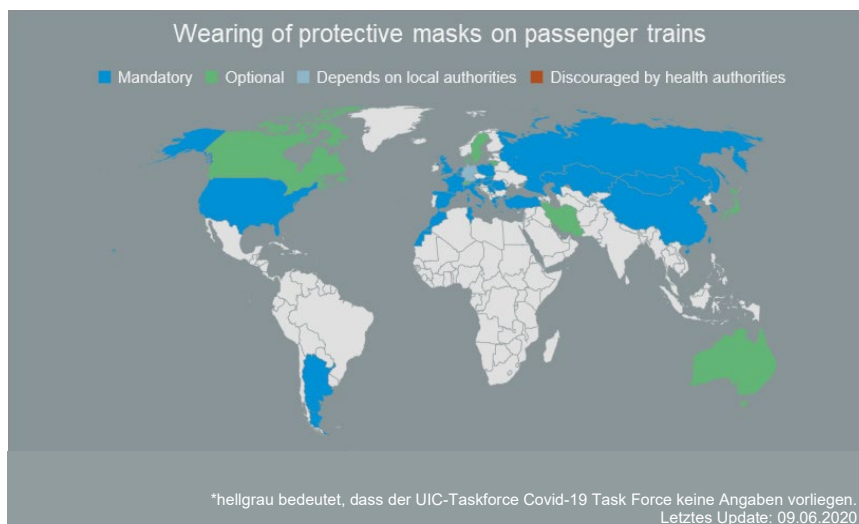 Wearing of protective masks on passenger trains
Mandatory Optional Depends on local authorities Discouraged by health authorities
*hellgrau bedeutet, dass der UIC-Taskforce Covid-19 Task Force keine Angaben vorliegen.
Letztes Update: 09.06.2020